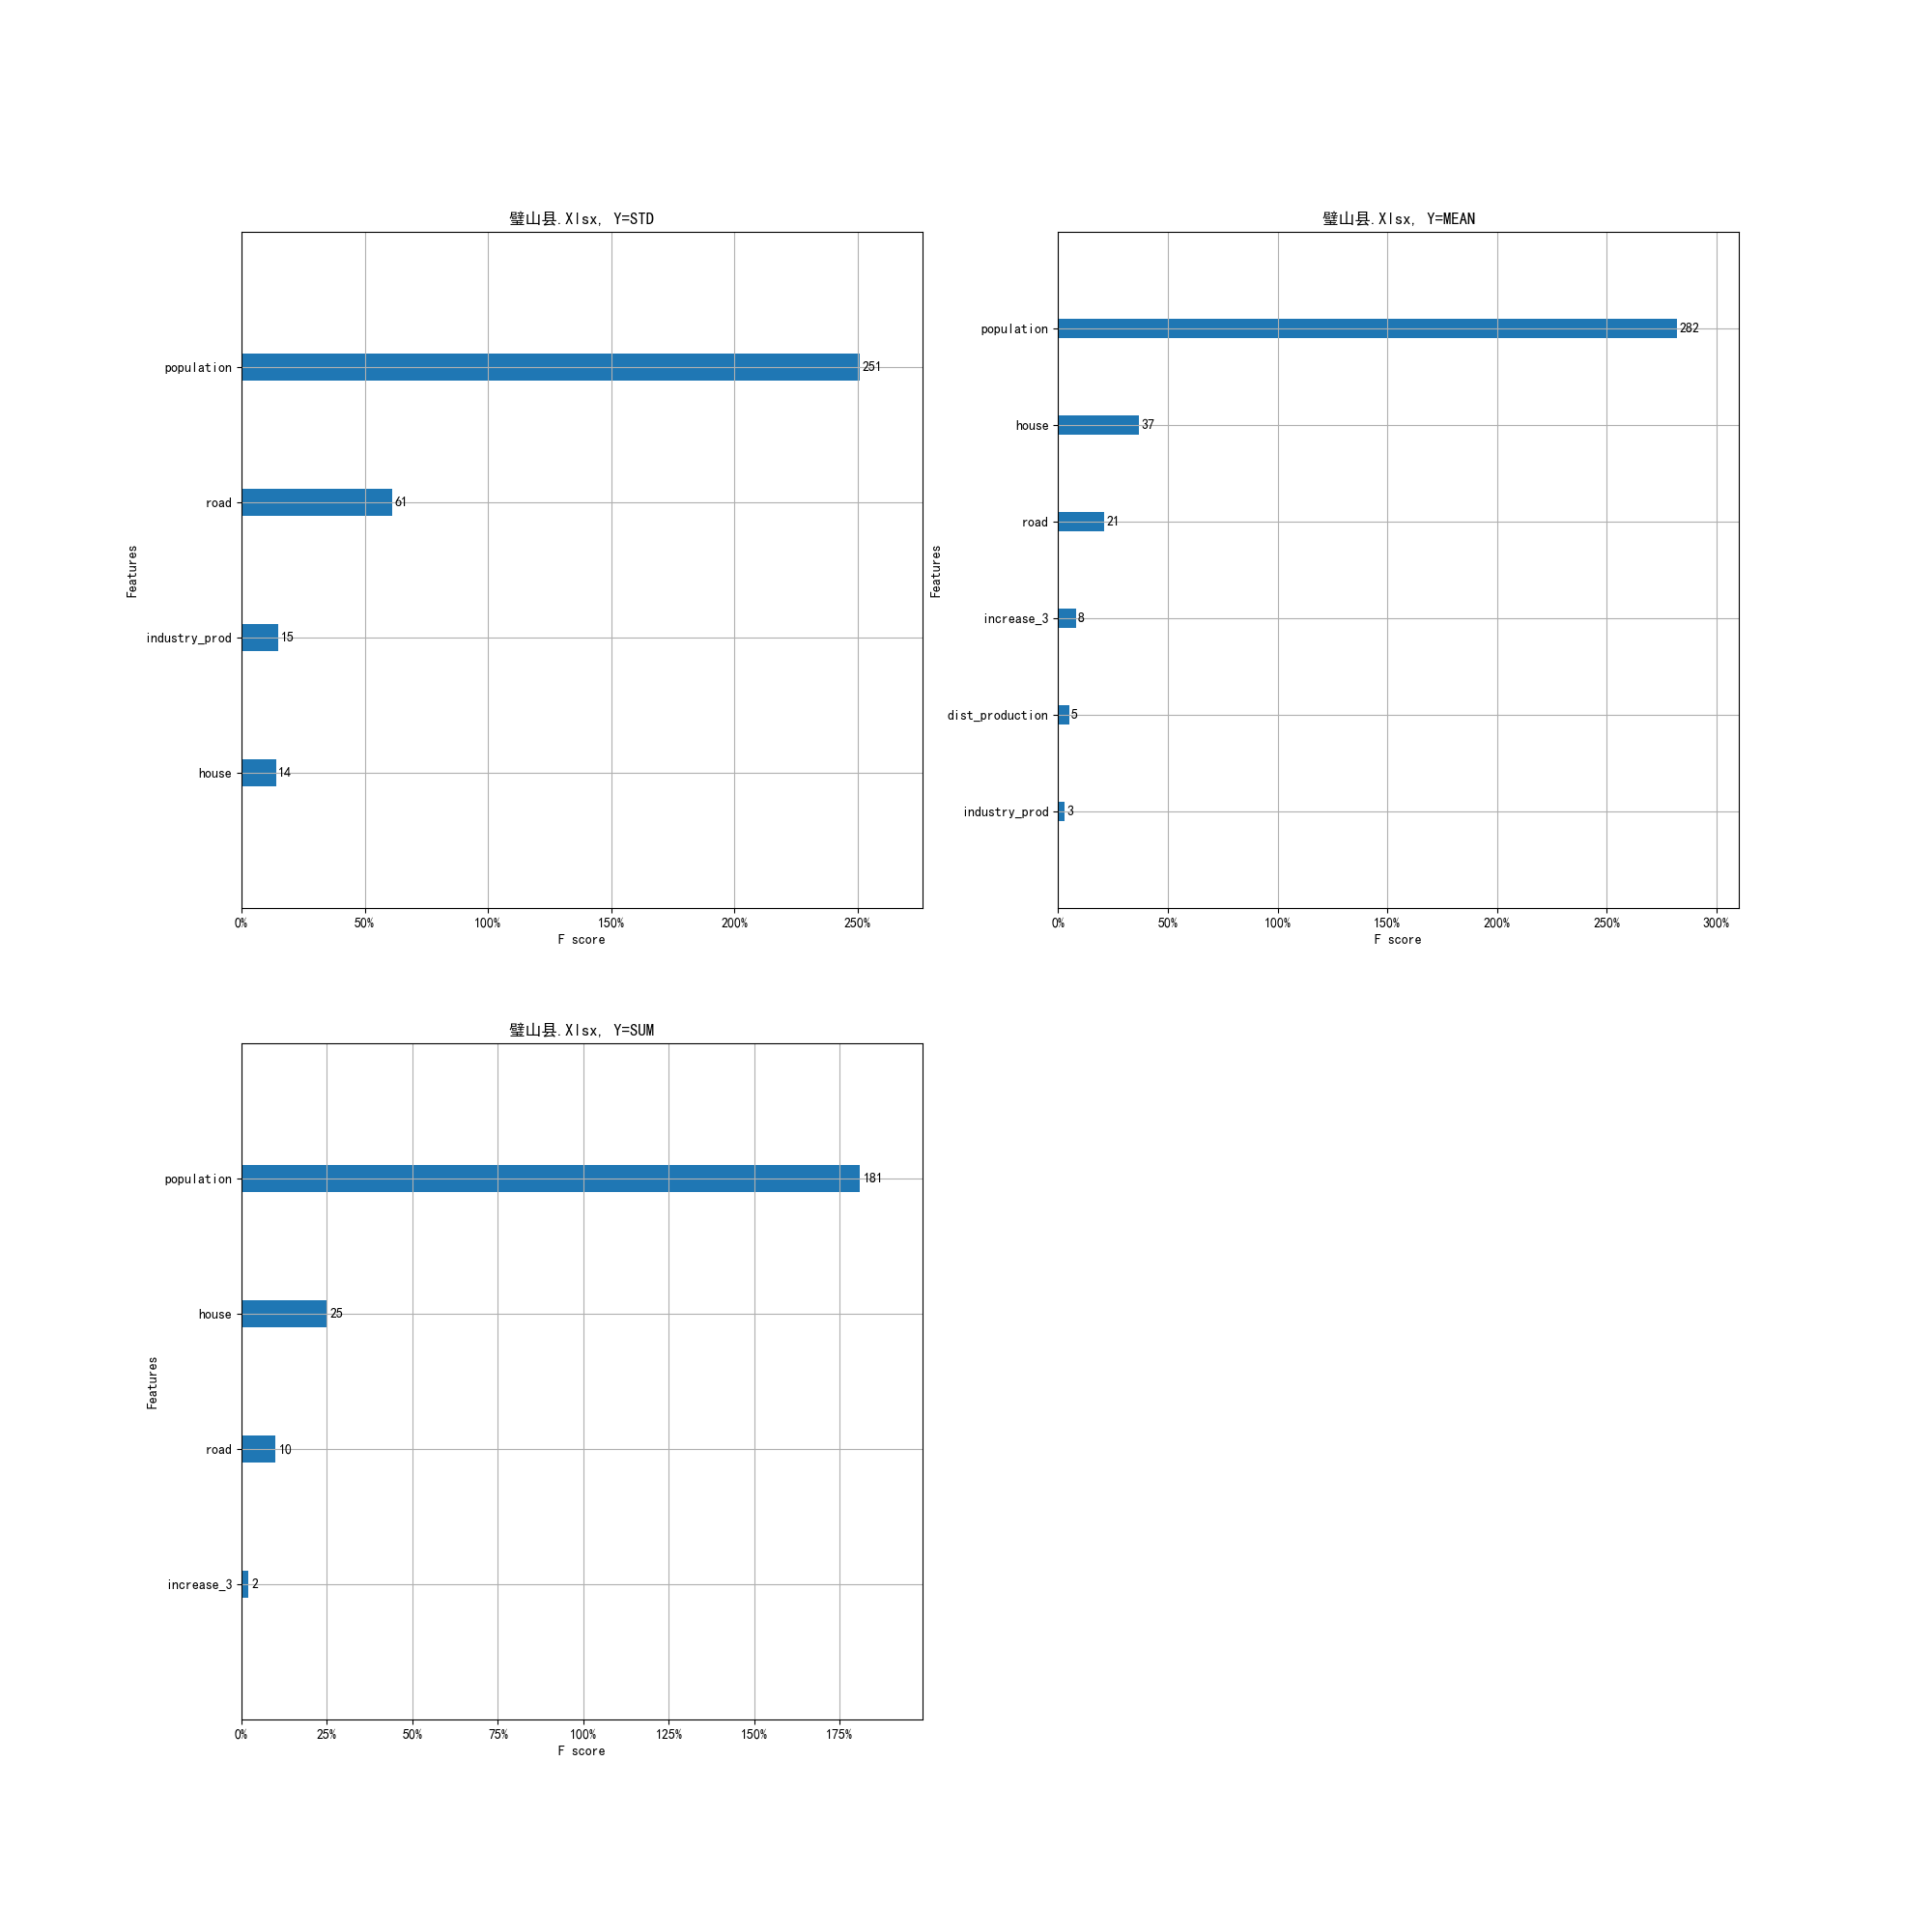 璧山县.Xlsx, Y=STD
population
251
road
61
industry_prod
15
house
14
Features
0% 50% 100% 150% 200% 250%
F score
璧山县.Xlsx, Y=MEAN
population
282
house
37
road
21
increase_3
8
dist_production
5
industry_prod
3
Features
0% 50% 100% 150% 200% 250% 300%
F score
璧山县.Xlsx, Y=SUM
population
181
house
25
road
10
increase_3
2
Features
0% 25% 50% 75% 100% 125% 150% 175%
F score